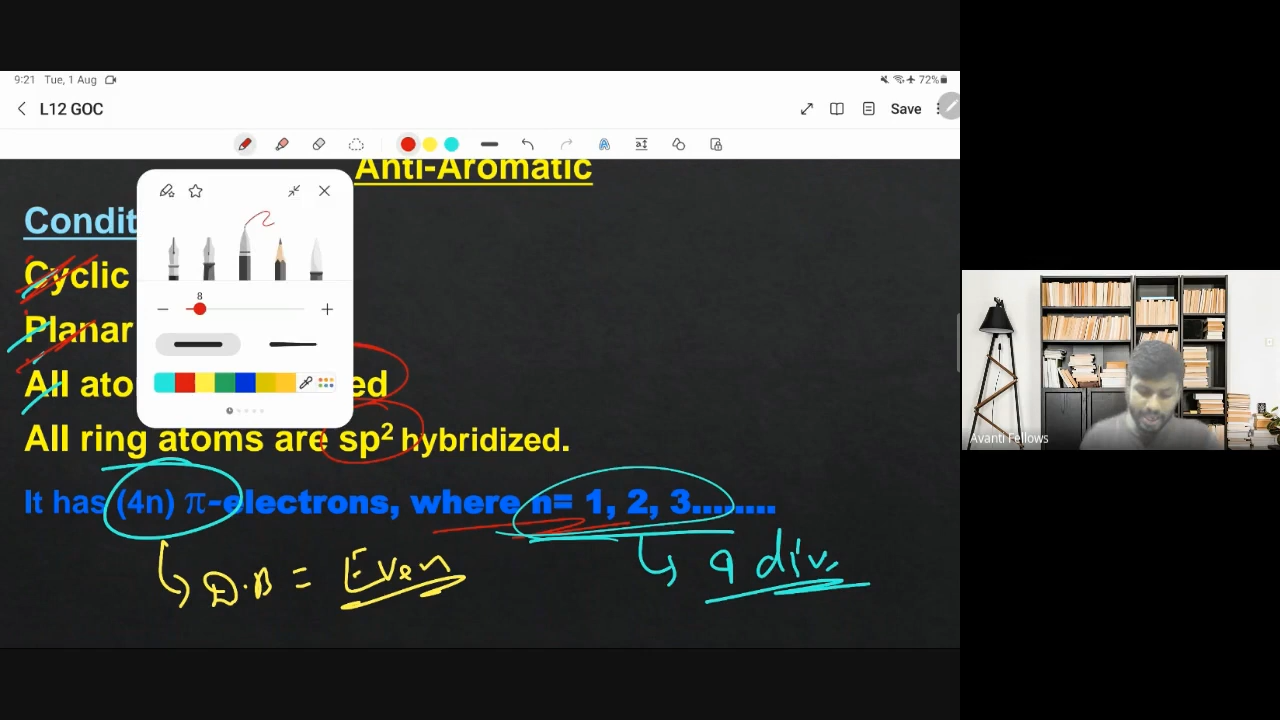 9:21 Tue, 1 Aug 72%
L12 GOC
Save
Anti-Aromatic
Condit
8
Cyclic
Planar
All ato ed
All ring atoms are sp² hybridized.
It has (4n) π-electrons, where n= 1, 2, 3........
D.B = Even
div.
Avanti Fellows